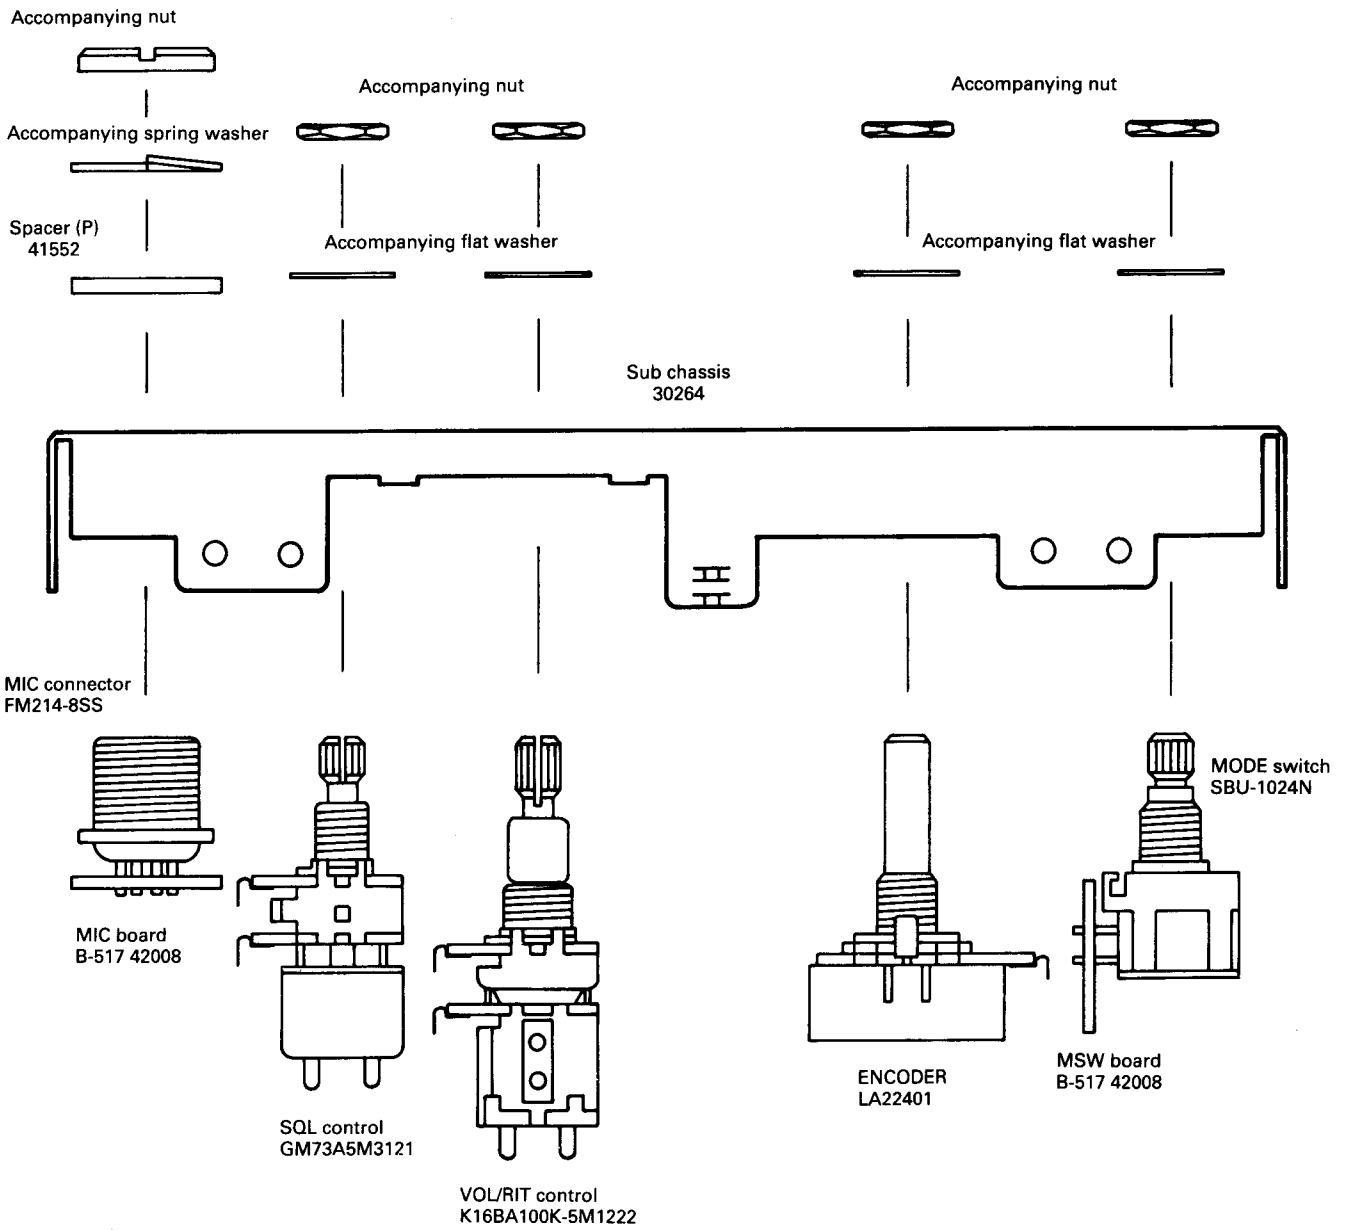 Accompanying nut
Accompanying nut
Accompanying nut
Accompanying spring washer
Spacer (P)
41552
Accompanying flat washer
Accompanying flat washer
Sub chassis
30264
MIC connector
FM214-8SS
MODE switch
SBU-1024N
MIC board
B-517 42008
SQL control
GM73A5M3121
VOL/RIT control
K16BA100K-5M1222
ENCODER
LA22401
MSW board
B-517 42008